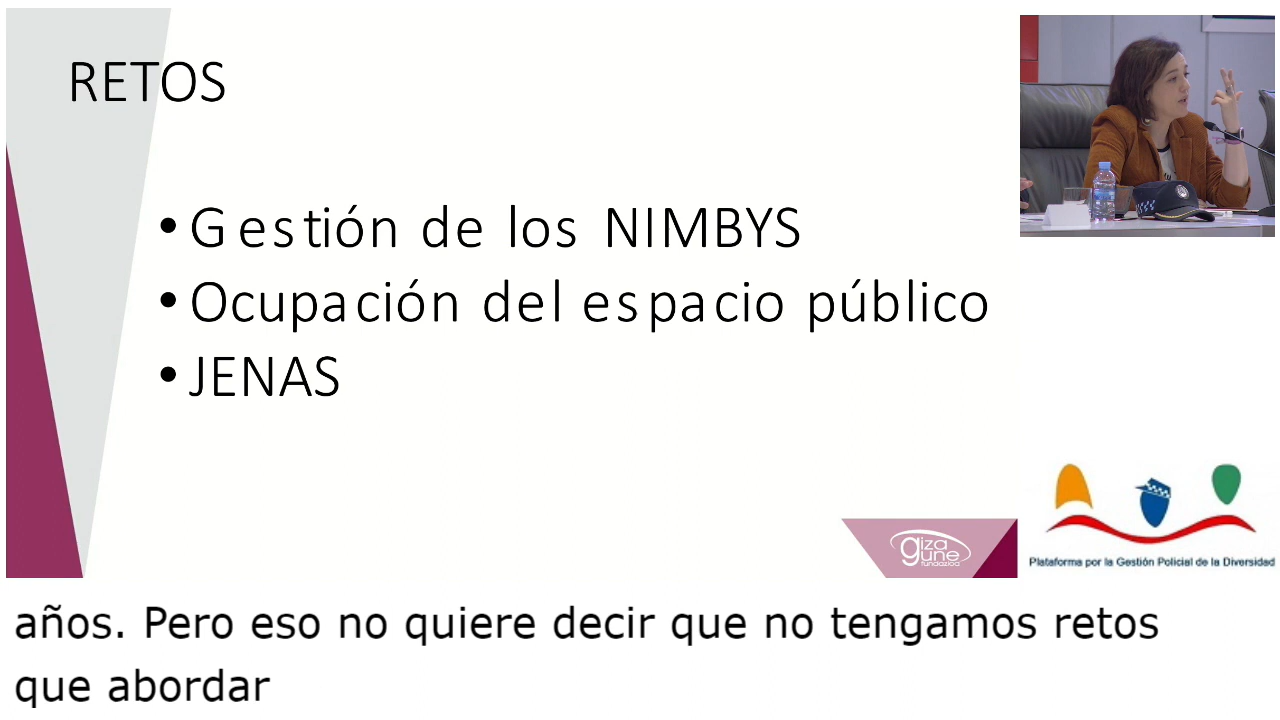 RETOS
• Gestión de los NIMBYS
• Ocupación del espacio público
• JENAS
giza
gune
fundazioa
Plataforma por la Gestión Policial de la Diversidad
años. Pero eso no quiere decir que no tengamos retos
que abordar